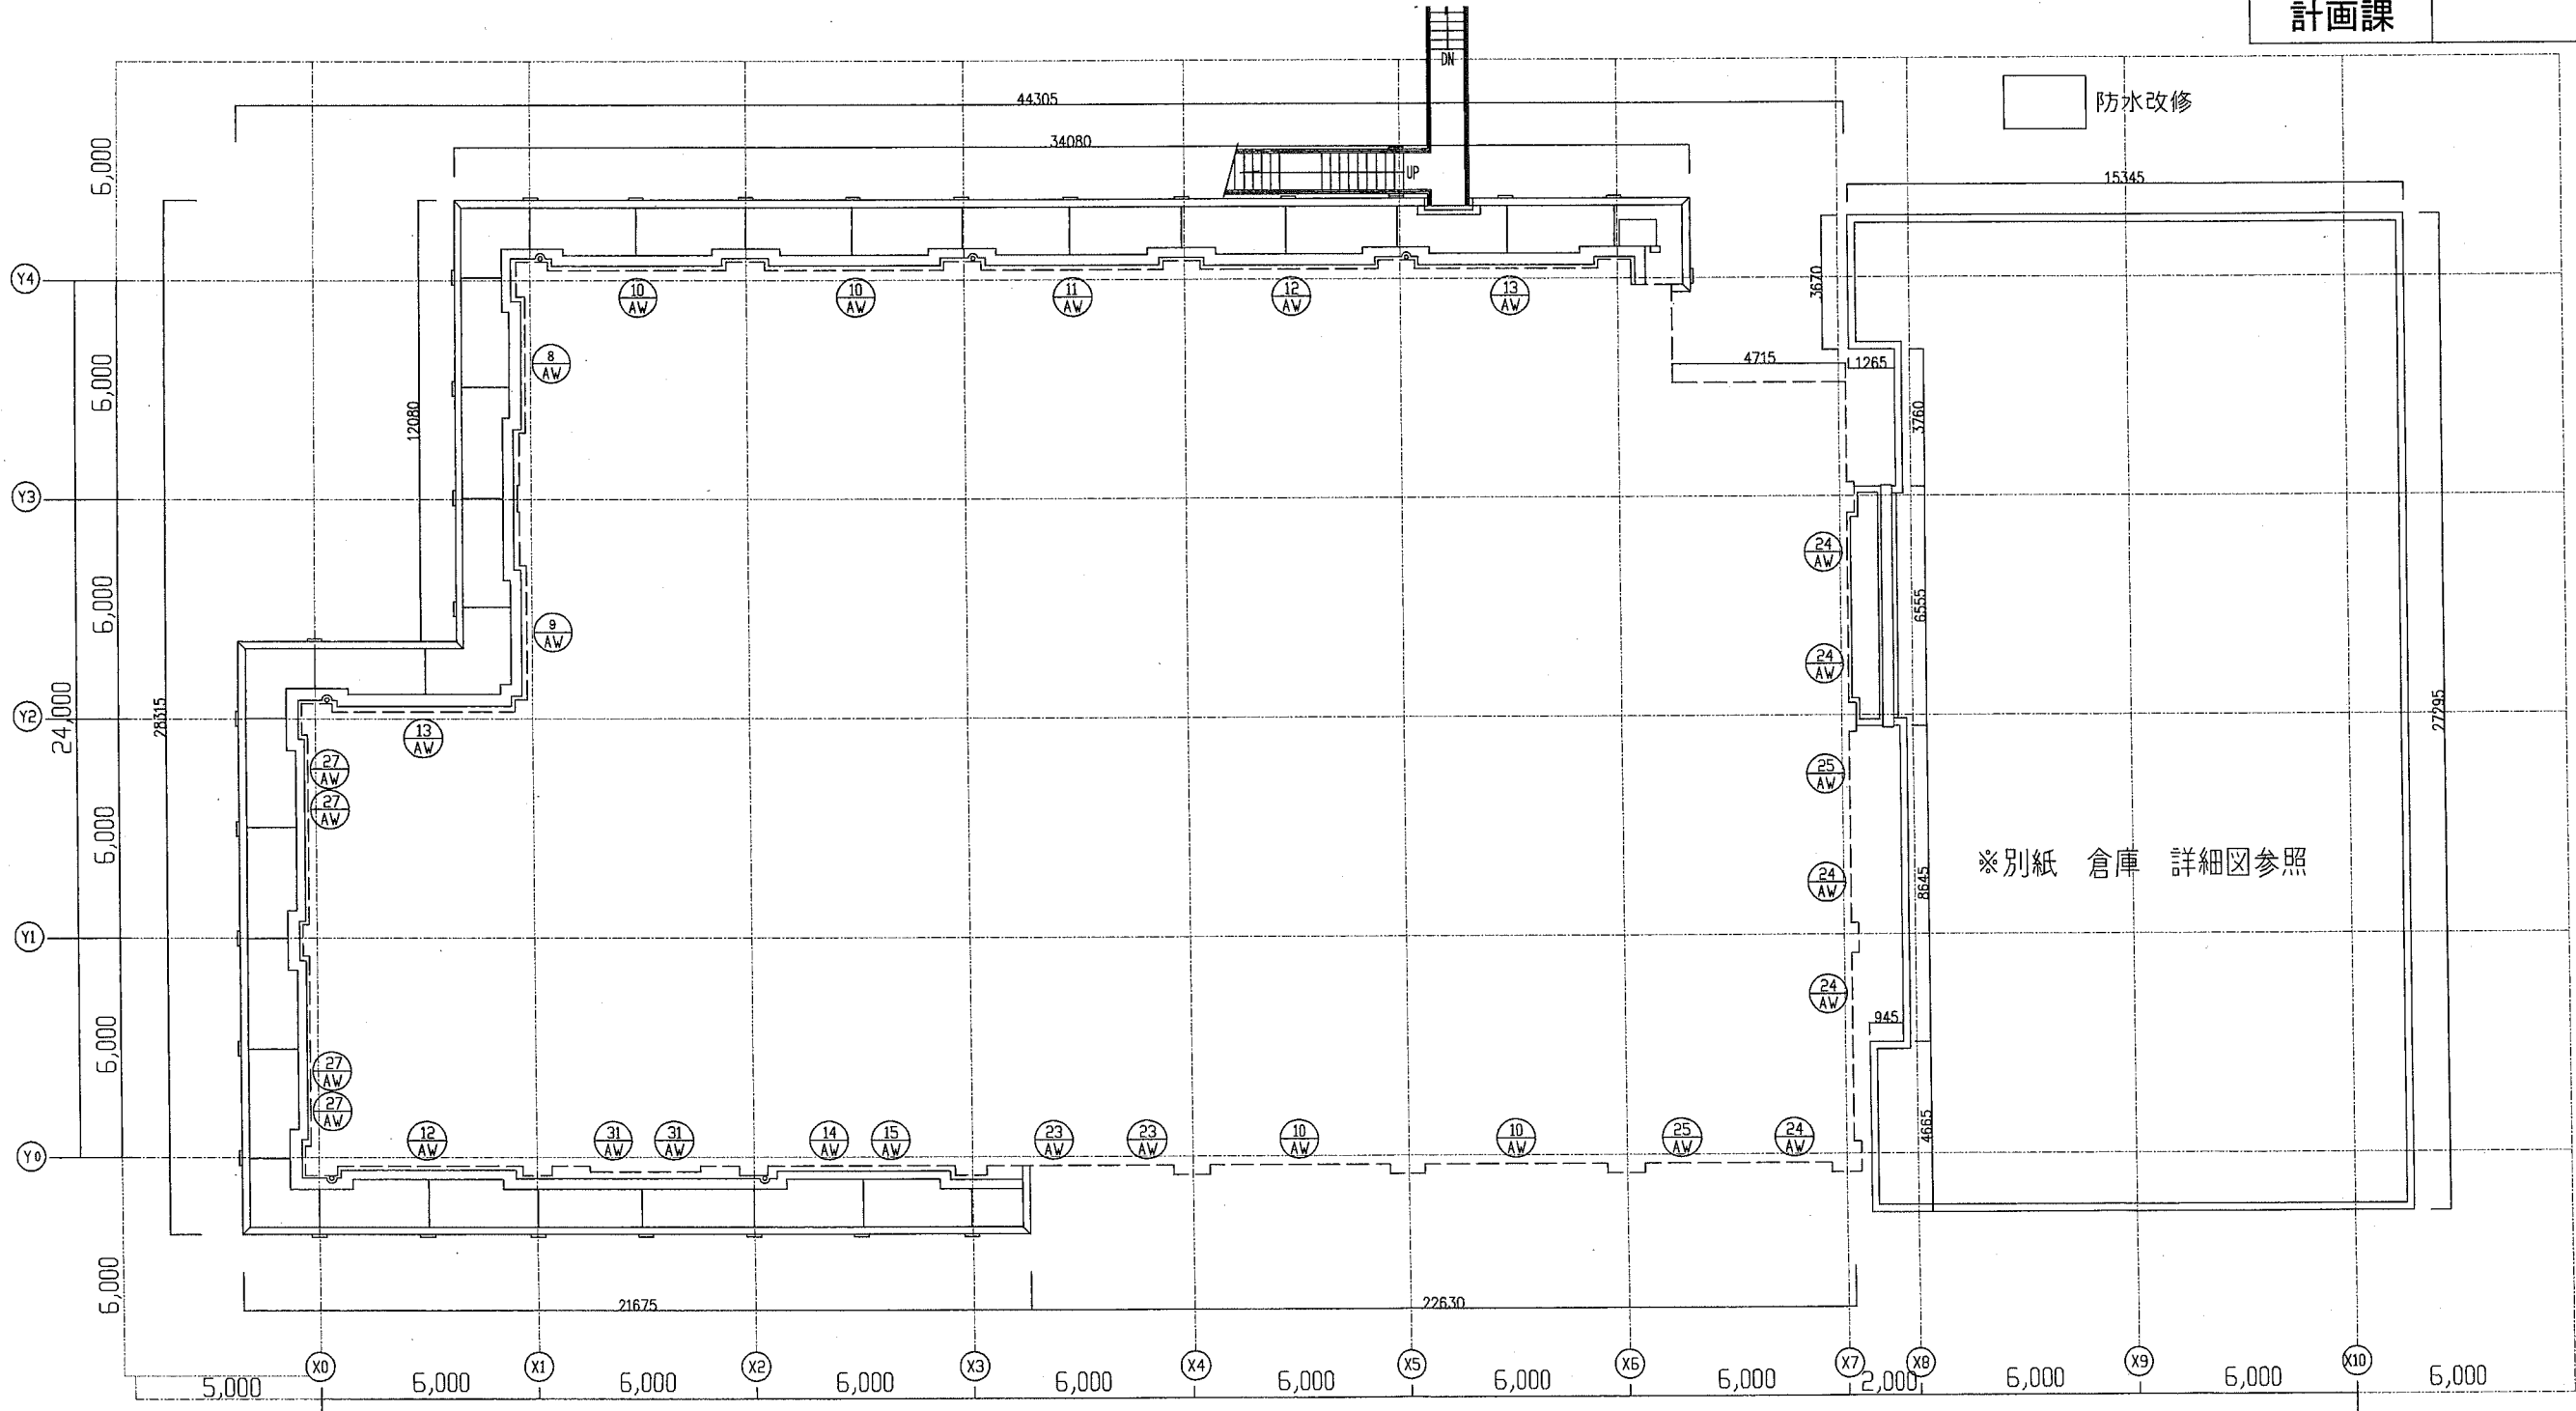 計画課
DN
44305
防水改修
34080
UP
15345
6,000
Y4
10 AW
10 AW
11 AW
12 AW
13 AW
3670
8 AW
4715
1265
6,000
12080
3760
Y3
24 AW
9 AW
6,000
6555
24 AW
28315
24,000
Y2
27295
13 AW
27 AW
25 AW
27 AW
6,000
※別紙 倉庫 詳細図参照
24 AW
8645
Y1
24 AW
945
6,000
27 AW
27 AW
4665
12 AW
31 AW
31 AW
14 AW
15 AW
23 AW
23 AW
10 AW
10 AW
25 AW
24 AW
Y0
6,000
21675
22630
X0
X1
X2
X3
X4
X5
X6
X7
X8
X9
X10
5,000
6,000
6,000
6,000
6,000
6,000
6,000
6,000
2,000
6,000
6,000
6,000